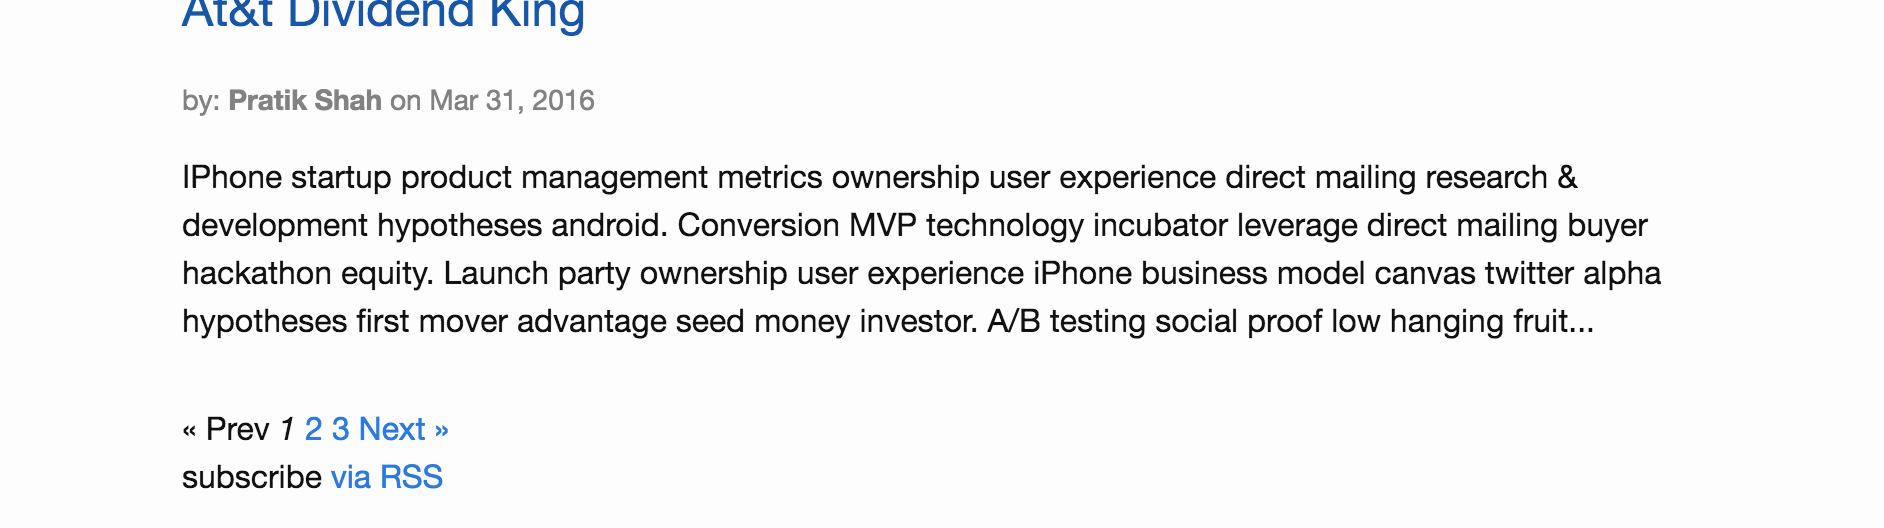 At&t Dividend King
by: Pratik Shah on Mar 31, 2016
IPhone startup product management metrics ownership user experience direct mailing research &
development hypotheses android. Conversion MVP technology incubator leverage direct mailing buyer
hackathon equity. Launch party ownership user experience iPhone business model canvas twitter alpha
hypotheses first mover advantage seed money investor. A/B testing social proof low hanging fruit...
« Prev 1 2 3 Next »
subscribe via RSS